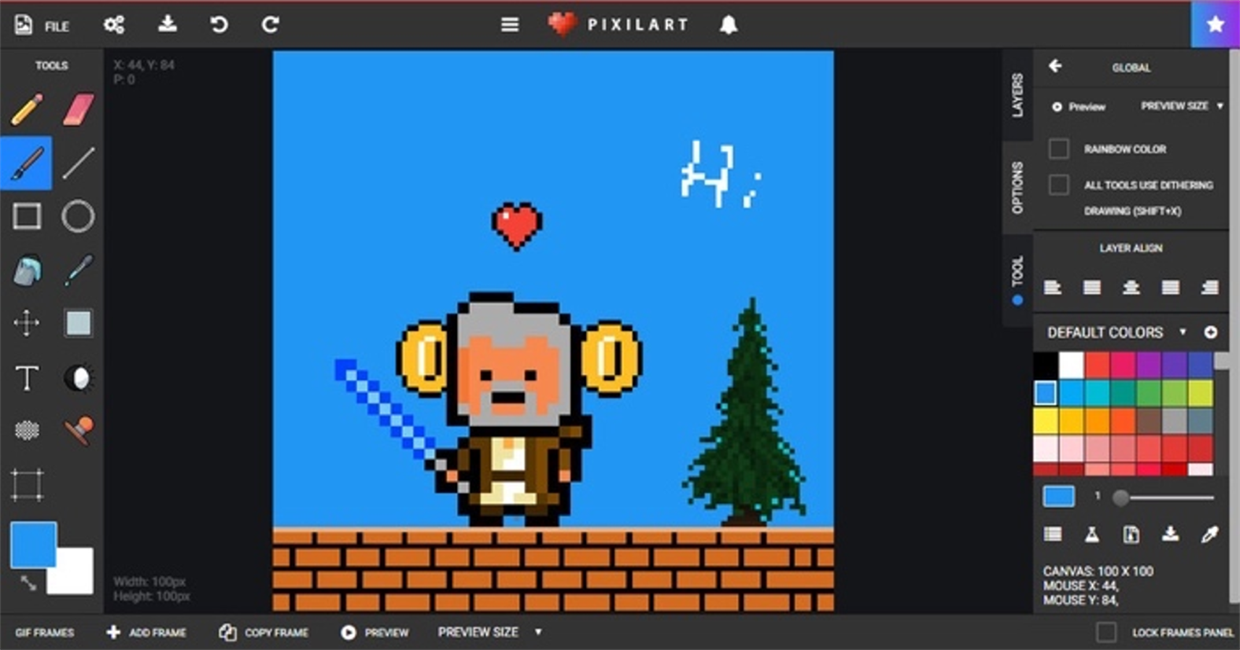 FILE
PIXILART
TOOLS
X: 44, Y: 84
P: 0
Hi
LAYERS
OPTIONS
TOOL
GLOBAL
Preview
PREVIEW SIZE
RAINBOW COLOR
ALL TOOLS USE DITHERING
DRAWING (SHIFT+X)
LAYER ALIGN
DEFAULT COLORS
1
CANVAS: 100 X 100
MOUSE X: 44,
MOUSE Y: 84,
Width: 100px
Height: 100px
GIF FRAMES
ADD FRAME
COPY FRAME
PREVIEW
PREVIEW SIZE
LOCK FRAMES PANEL